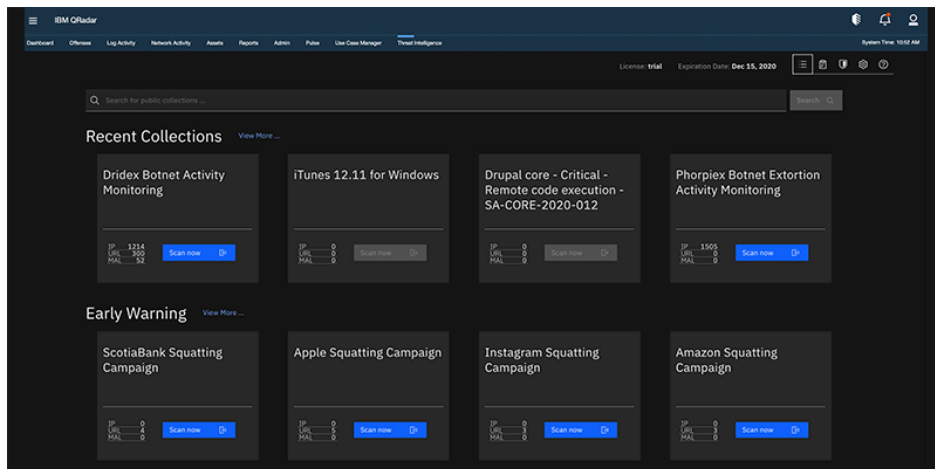 IBM QRadar
Dashboard Offenses Log Activity Network Activity Assets Reports Admin Pulse Use Case Manager Threat Intelligence System Time: 10:52 AM
License: trial Expiration Date: Dec 15, 2020
Search for public collections ... Search
Recent Collections View More ...
Dridex Botnet Activity Monitoring
IP 1214
URL 300
MAL 52
Scan now
iTunes 12.11 for Windows
IP 0
URL 0
MAL 0
Scan now
Drupal core - Critical -
Remote code execution -
SA-CORE-2020-012
IP 0
URL 0
MAL 0
Scan now
Phorpiex Botnet Extortion
Activity Monitoring
IP 1505
URL 0
MAL 0
Scan now
Early Warning View More ...
ScotiaBank Squatting
Campaign
IP 0
URL 4
MAL 0
Scan now
Apple Squatting Campaign
IP 0
URL 5
MAL 0
Scan now
Instagram Squatting
Campaign
IP 0
URL 3
MAL 0
Scan now
Amazon Squatting
Campaign
IP 0
URL 3
MAL 0
Scan now